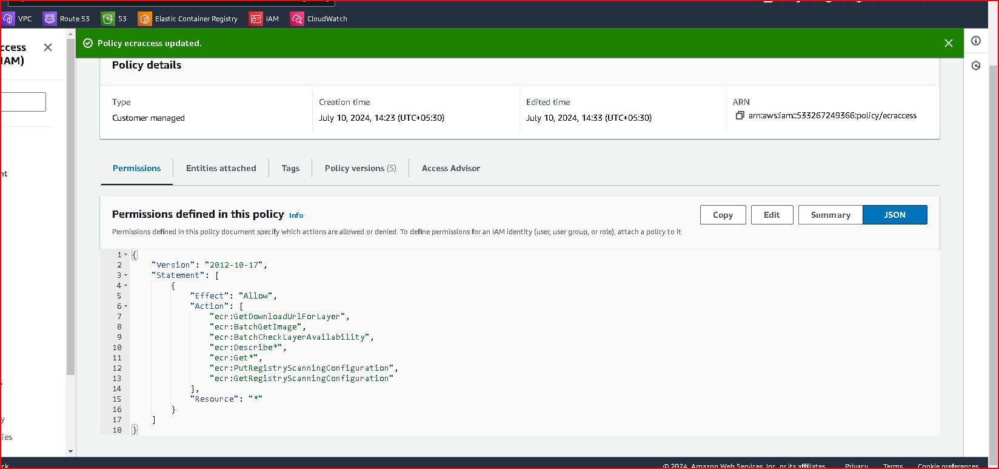 VPC Route 53 S3 Elastic Container Registry IAM CloudWatch
ccess
IAM)
Policy ecraccess updated.
Policy details
Type
Customer managed
Creation time
July 10, 2024, 14:23 (UTC+05:30)
Edited time
July 10, 2024, 14:33 (UTC+05:30)
ARN
arn:aws:iam::533267249366:policy/ecraccess
nt
s
y
ties
Permissions Entities attached Tags Policy versions (5) Access Advisor
Permissions defined in this policy Info
Permissions defined in this policy document specify which actions are allowed or denied. To define permissions for an IAM identity (user, user group, or role), attach a policy to it
Copy Edit Summary JSON
1 {
2 "Version": "2012-10-17",
3 "Statement": [
4 {
5 "Effect": "Allow",
6 "Action": [
7 "ecr:GetDownloadUrlForLayer",
8 "ecr:BatchGetImage",
9 "ecr:BatchCheckLayerAvailability",
10 "ecr:Describe*",
11 "ecr:Get*",
12 "ecr:PutRegistryScanningConfiguration",
13 "ecr:GetRegistryScanningConfiguration"
14 ],
15 "Resource": "*"
16 }
17 ]
18 }
© 2024, Amazon Web Services, Inc. or its affiliates. Privacy Terms Cookie preferences